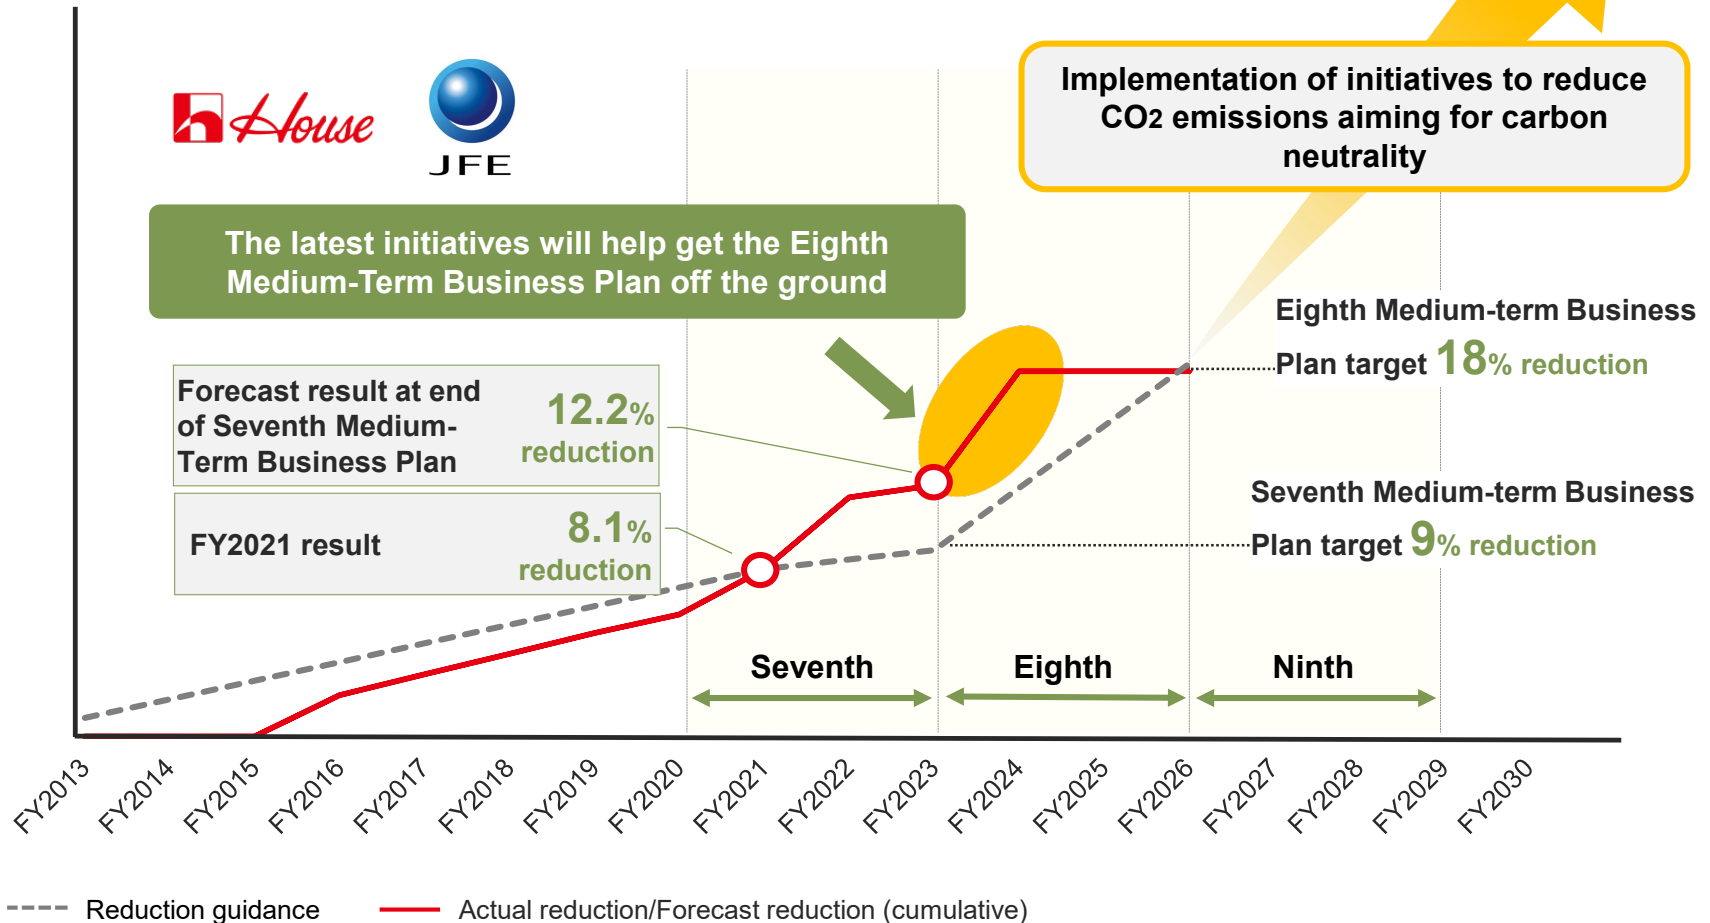 Implementation of initiatives to reduce
CO2 emissions aiming for carbon
neutrality
House
JFE
The latest initiatives will help get the Eighth
Medium-Term Business Plan off the ground
Eighth Medium-term Business
Plan target 18% reduction
Forecast result at end
of Seventh Medium-
Term Business Plan
12.2%
reduction
Seventh Medium-term Business
Plan target 9% reduction
FY2021 result
8.1%
reduction
Seventh
Eighth
Ninth
FY2013
FY2014
FY2015
FY2016
FY2017
FY2018
FY2019
FY2020
FY2021
FY2022
FY2023
FY2024
FY2025
FY2026
FY2027
FY2028
FY2029
FY2030
Reduction guidance
Actual reduction/Forecast reduction (cumulative)